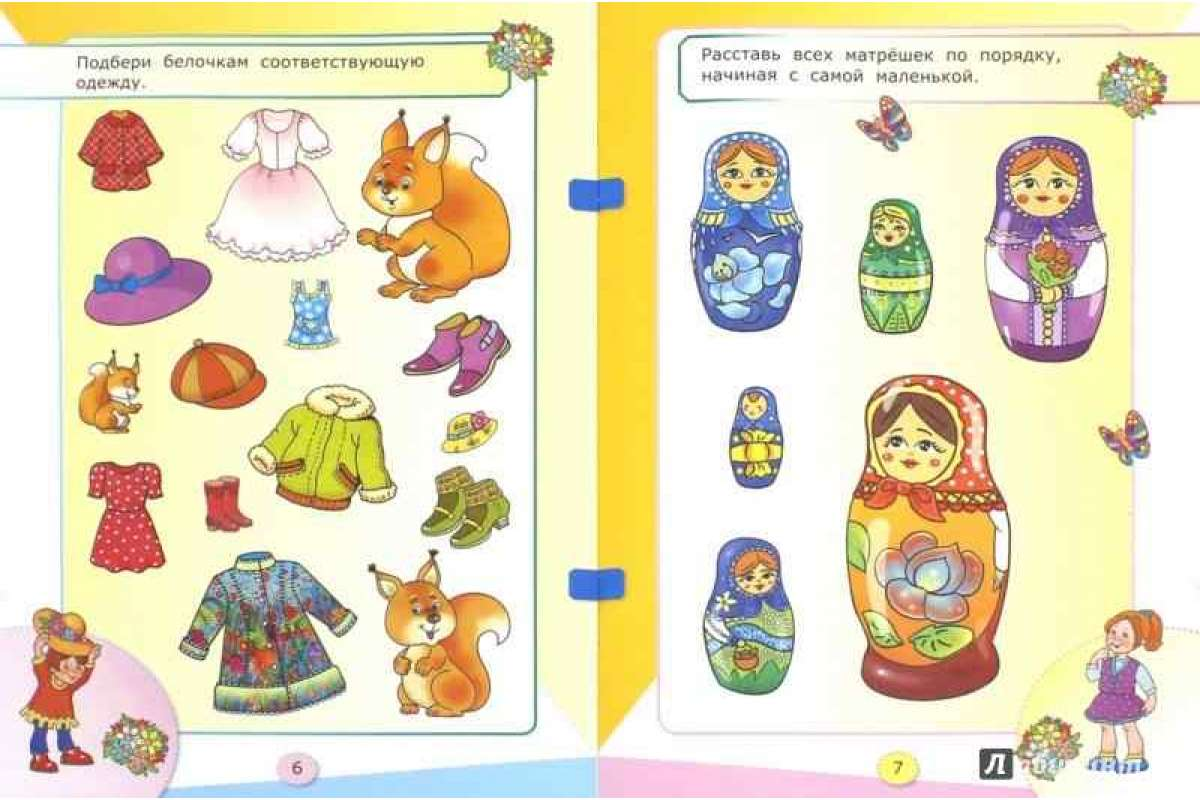 Подбери белочкам соответствующую
одежду.
6
Расставь всех матрёшек по порядку,
начиная с самой маленькой.
7
Л